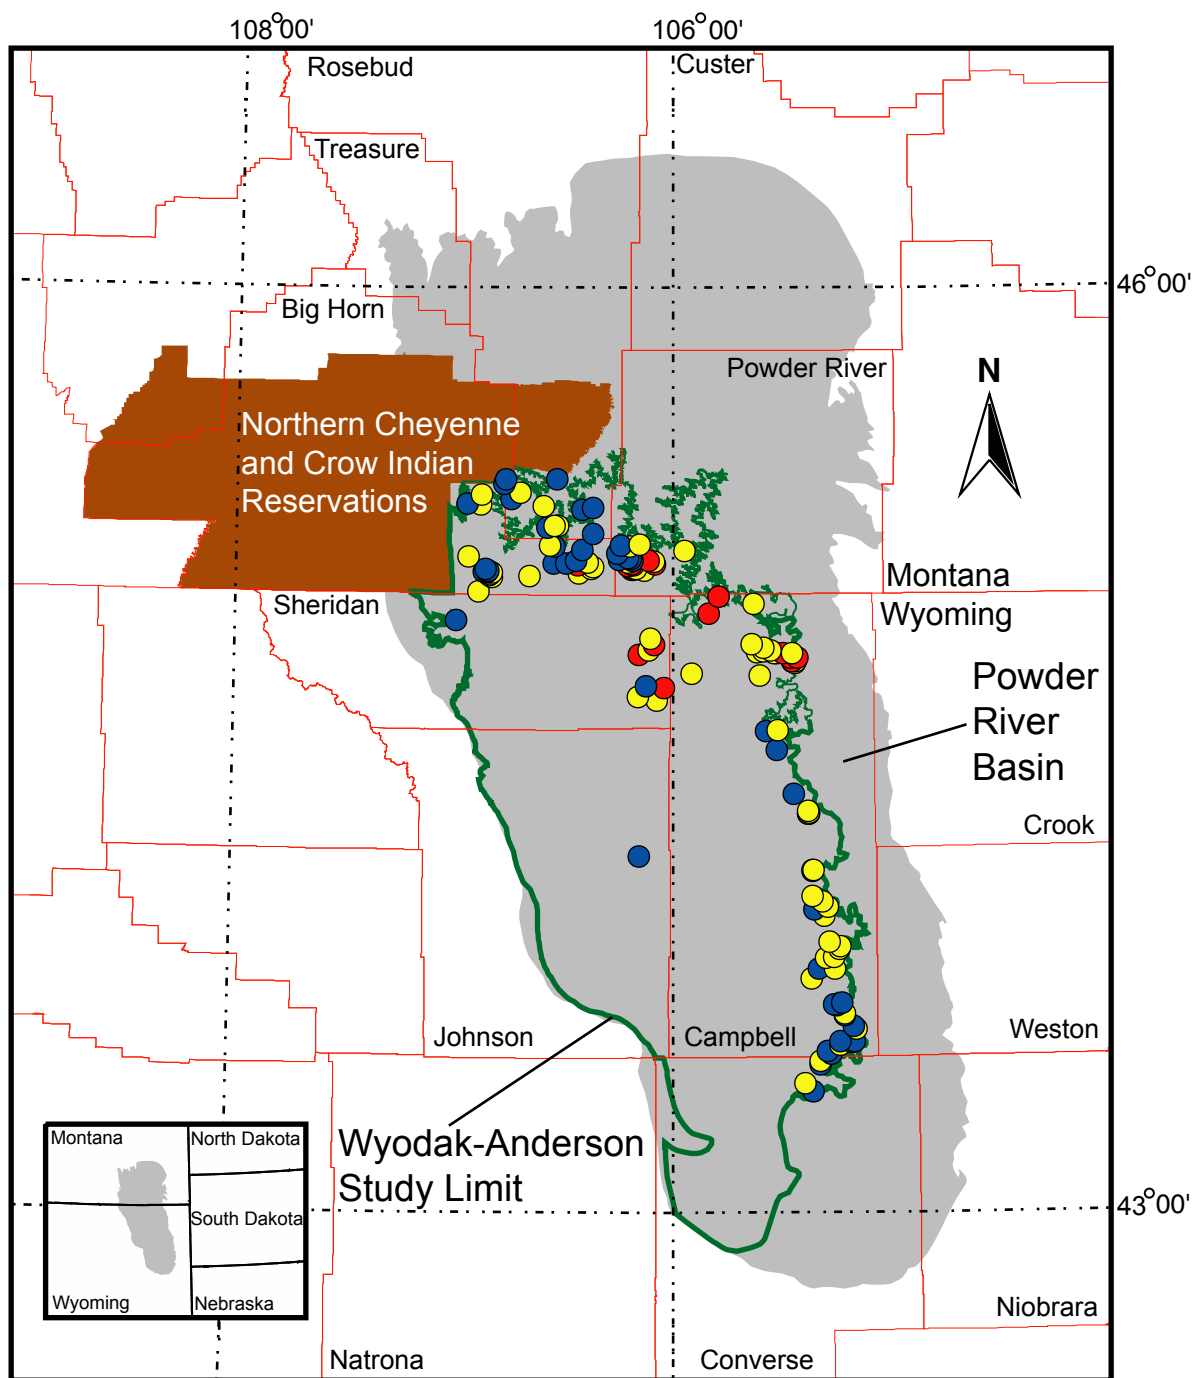 108°00'
106°00'
Rosebud
Custer
Treasure
46°00'
Big Horn
Powder River
N
Northern Cheyenne
and Crow Indian
Reservations
Montana
Sheridan
Wyoming
Powder
River
Basin
Crook
Johnson
Campbell
Weston
Wyodak-Anderson
Study Limit
Montana
North Dakota
South Dakota
Wyoming
Nebraska
43°00'
Niobrara
Natrona
Converse